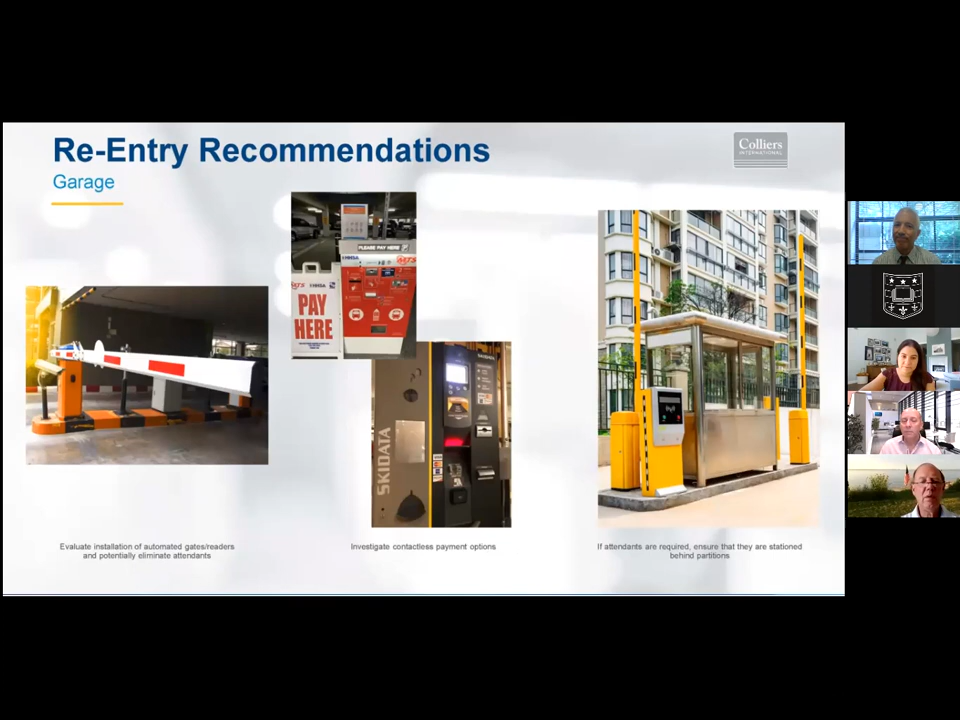 Re-Entry Recommendations
Garage
Colliers
INTERNATIONAL
PLEASE PAY HERE
PAY
HERE
SKIDATA
Evaluate installation of automated gates/readers
and potentially eliminate attendants
Investigate contactless payment options
If attendants are required, ensure that they are stationed
behind partitions